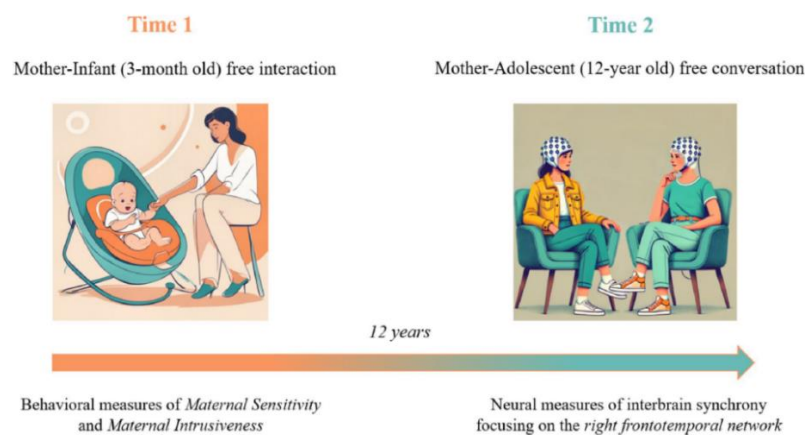 Time 1
Time 2
Mother-Infant (3-month old) free interaction
Mother-Adolescent (12-year old) free conversation
12 years
Behavioral measures of Maternal Sensitivity
and Maternal Intrusiveness
Neural measures of interbrain synchrony
focusing on the right frontotemporal network